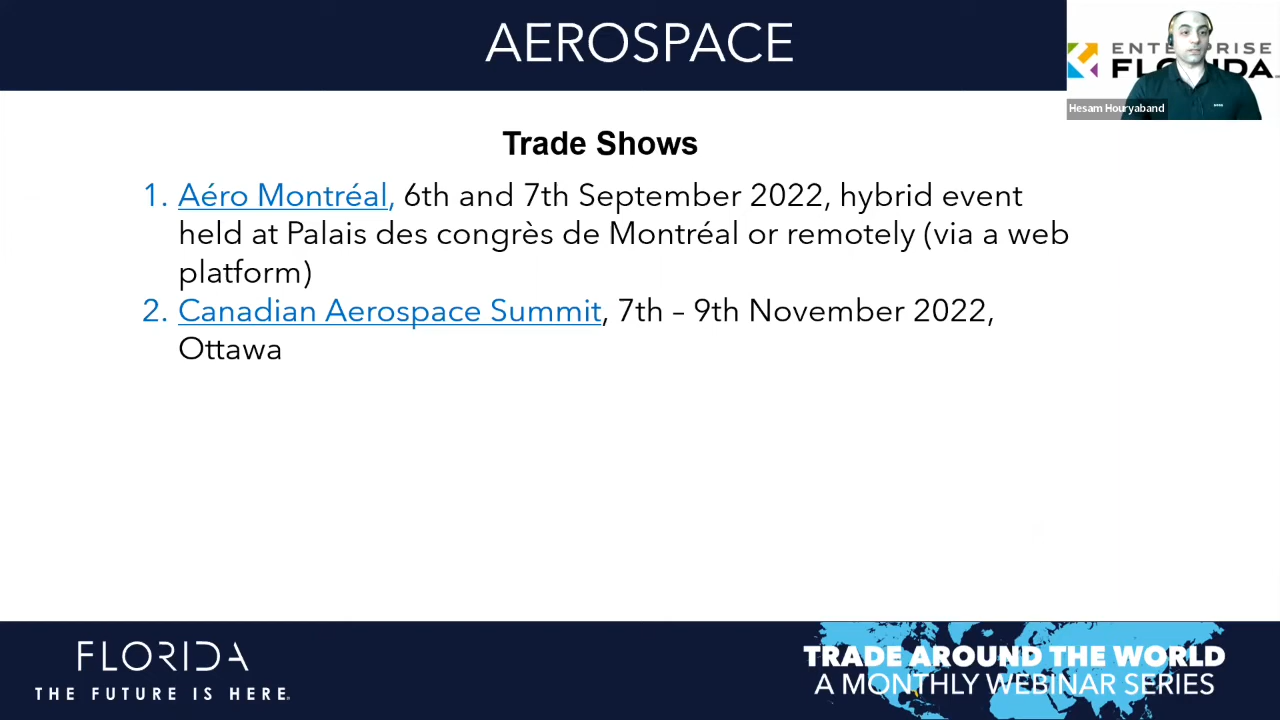 AEROSPACE
ENTERPRISE
FLORIDA
Hesam Houryaband
Trade Shows
1. Aéro Montréal, 6th and 7th September 2022, hybrid event
held at Palais des congrès de Montréal or remotely (via a web
platform)
2. Canadian Aerospace Summit, 7th – 9th November 2022,
Ottawa
FLORIDA
THE FUTURE IS HERE.
TRADE AROUND THE WORLD
A MONTHLY WEBINAR SERIES